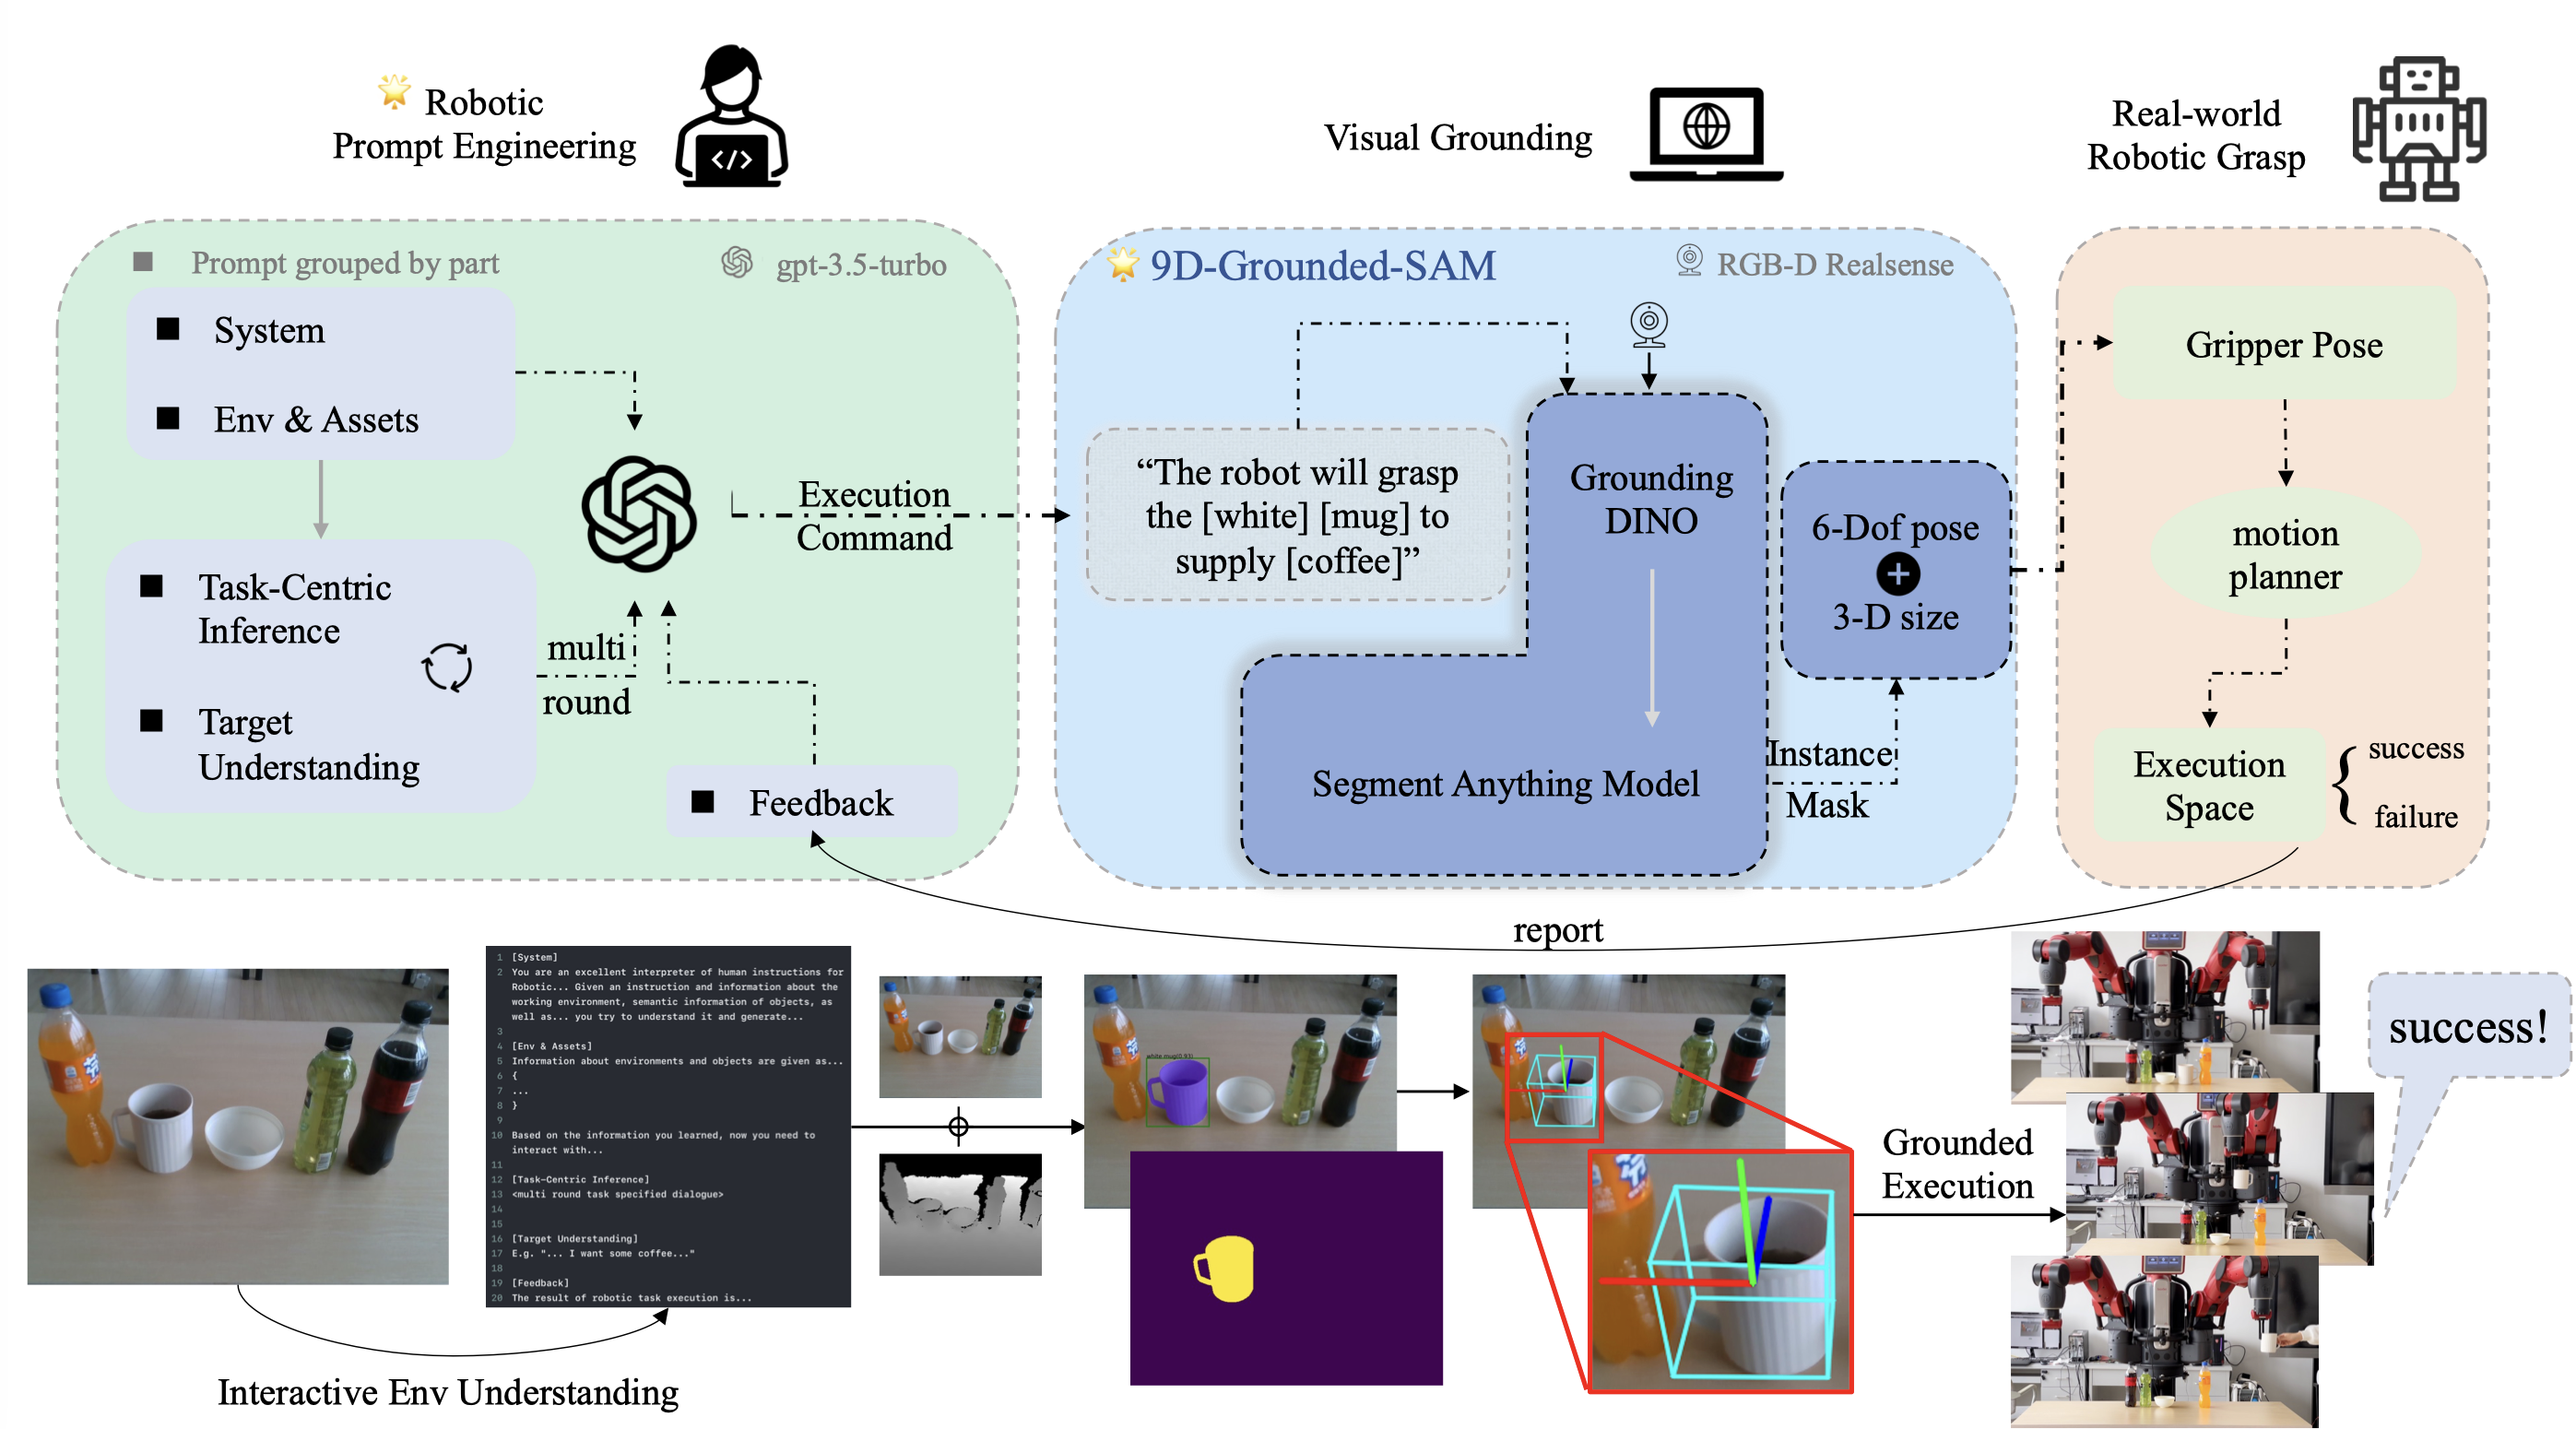 Robotic
Prompt Engineering
</>
Visual Grounding
Real-world
Robotic Grasp
Prompt grouped by part
gpt-3.5-turbo
System
Env & Assets
Task-Centric
Inference
Target
Understanding
multi
round
Feedback
Execution
Command
9D-Grounded-SAM
RGB-D Realsense
“The robot will grasp
the [white] [mug] to
supply [coffee]”
Grounding
DINO
Segment Anything Model
Instance
Mask
6-Dof pose
3-D size
Gripper Pose
motion
planner
Execution
Space
success
failure
report
1 [System]
2 You are an excellent interpreter of human instructions for
Robotic... Given an instruction and information about the
working environment, semantic information of objects, as
well as... you try to understand it and generate...
3
4 [Env & Assets]
5 Information about environments and objects are given as...
6 {
7 ...
8 }
9
10 Based on the information you learned, now you need to
interact with...
11
12 [Task-Centric Inference]
13 <multi round task specified dialogue>
14
15
16 [Target Understanding]
17 E.g. "... I want some coffee..."
18
19 [Feedback]
20 The result of robotic task execution is...
Interactive Env Understanding
Grounded
Execution
success!